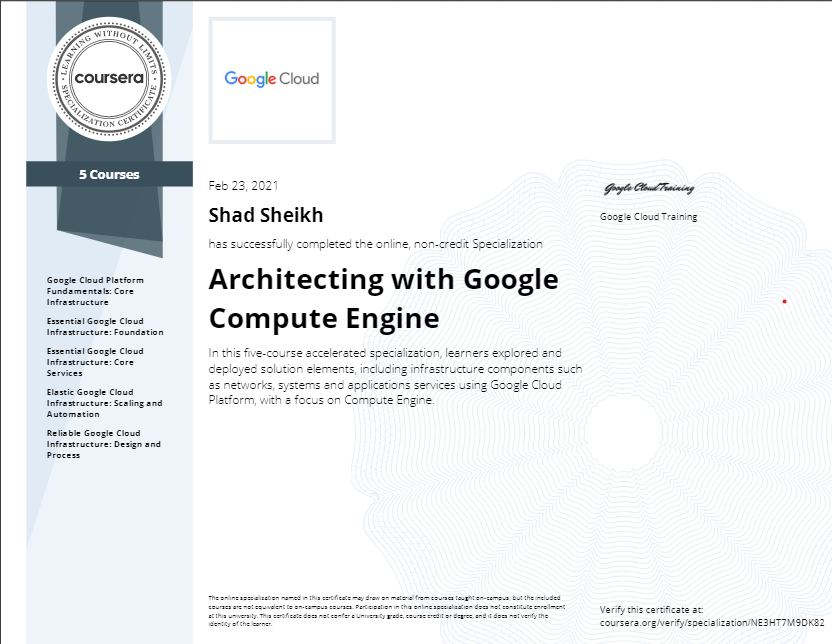 LEARNING WITHOUT LIMITS
coursera
SPECIALIZATION CERTIFICATE
5 Courses
Google Cloud Platform
Fundamentals: Core
Infrastructure
Essential Google Cloud
Infrastructure: Foundation
Essential Google Cloud
Infrastructure: Core
Services
Elastic Google Cloud
Infrastructure: Scaling and
Automation
Reliable Google Cloud
Infrastructure: Design and
Process
Google Cloud
Feb 23, 2021
Shad Sheikh
has successfully completed the online, non-credit Specialization
Architecting with Google
Compute Engine
In this five-course accelerated specialization, learners explored and
deployed solution elements, including infrastructure components such
as networks, systems and applications services using Google Cloud
Platform, with a focus on Compute Engine.
Google Cloud Training
Google Cloud Training
The online specialization named in this certificate may draw on material from courses taught on-campus, but the included
courses are not equivalent to on-campus courses. Participation in this online specialization does not constitute enrollment
at this university. This certificate does not confer a University grade, course credit or degree, and it does not verify the
identity of the learner.
Verify this certificate at:
coursera.org/verify/specialization/NE3HT7M9DK82